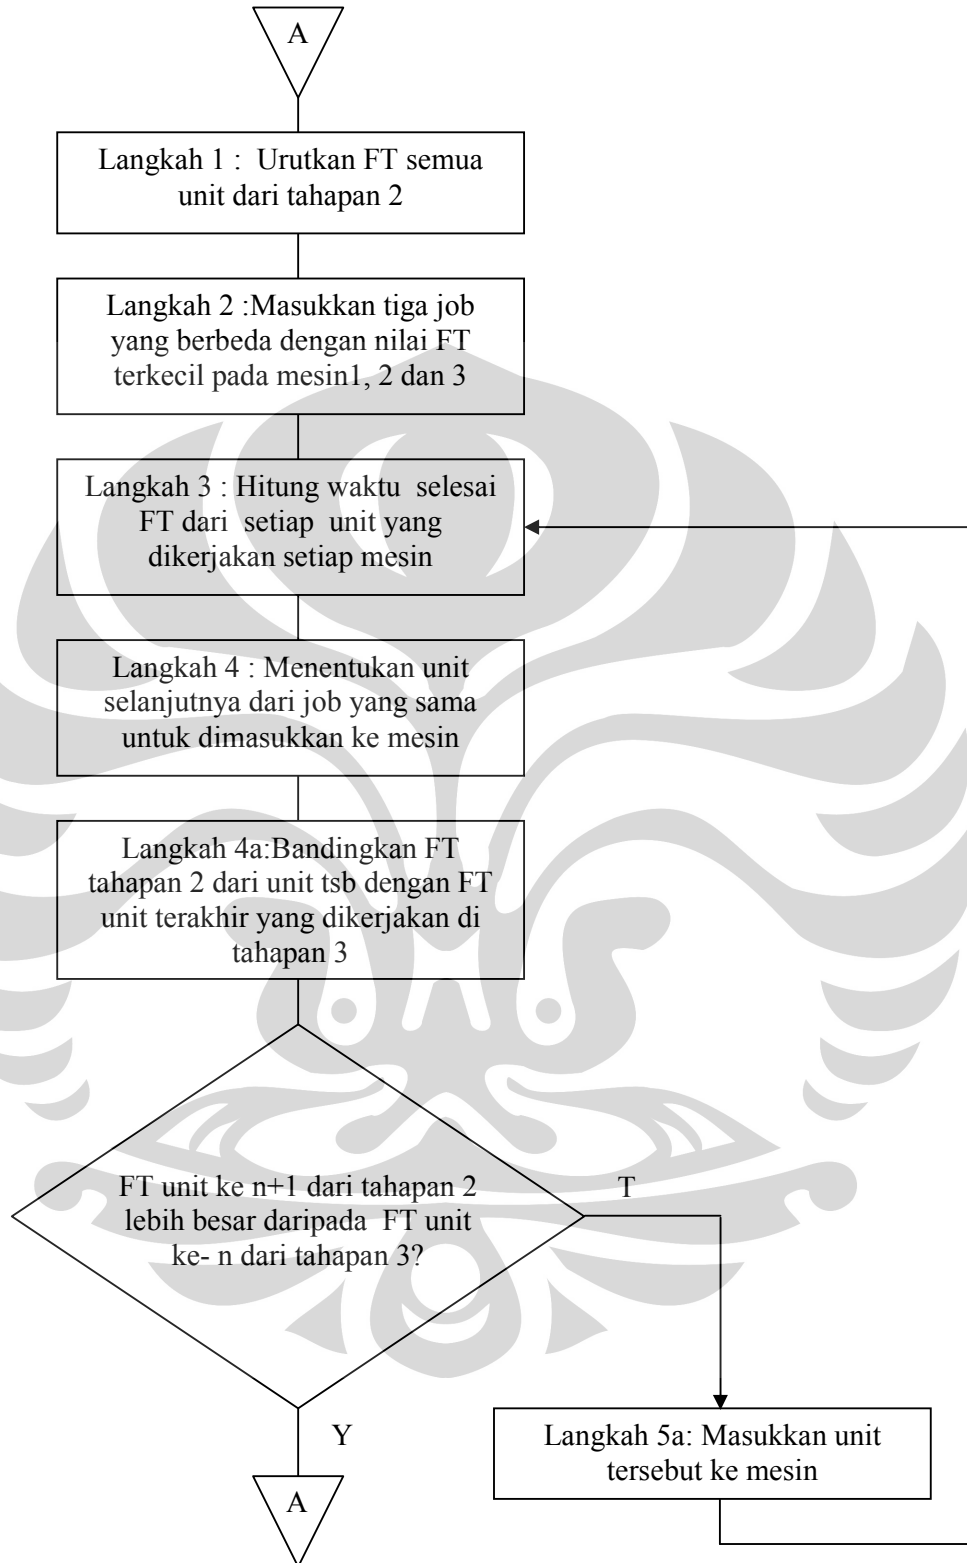 A
Langkah 1 :  Urutkan FT semua
unit dari tahapan 2
Langkah 2 :Masukkan tiga job
yang berbeda dengan nilai FT
terkecil pada mesin1, 2 dan 3
Langkah 3 : Hitung waktu  selesai
FT dari  setiap  unit yang
dikerjakan setiap mesin
Langkah 4 : Menentukan unit
selanjutnya dari job yang sama
untuk dimasukkan ke mesin
Langkah 4a:Bandingkan FT
tahapan 2 dari unit tsb dengan FT
unit terakhir yang dikerjakan di
tahapan 3
FT unit ke n+1 dari tahapan 2
lebih besar daripada  FT unit
ke- n dari tahapan 3?
T
Y
Langkah 5a: Masukkan unit
tersebut ke mesin
A